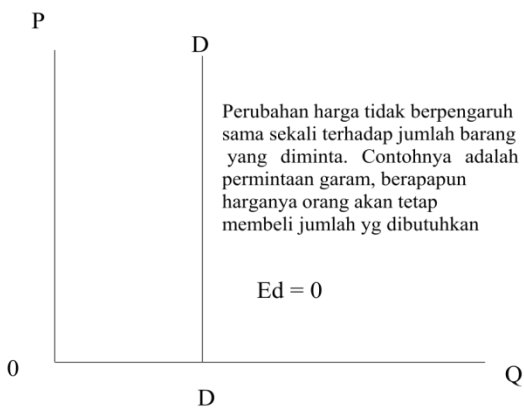 P
D
Perubahan harga tidak berpengaruh
sama sekali terhadap jumlah barang
yang diminta. Contohnya adalah
permintaan garam, berapapun
harganya orang akan tetap
membeli jumlah yg dibutuhkan
Ed = 0
0
Q
D